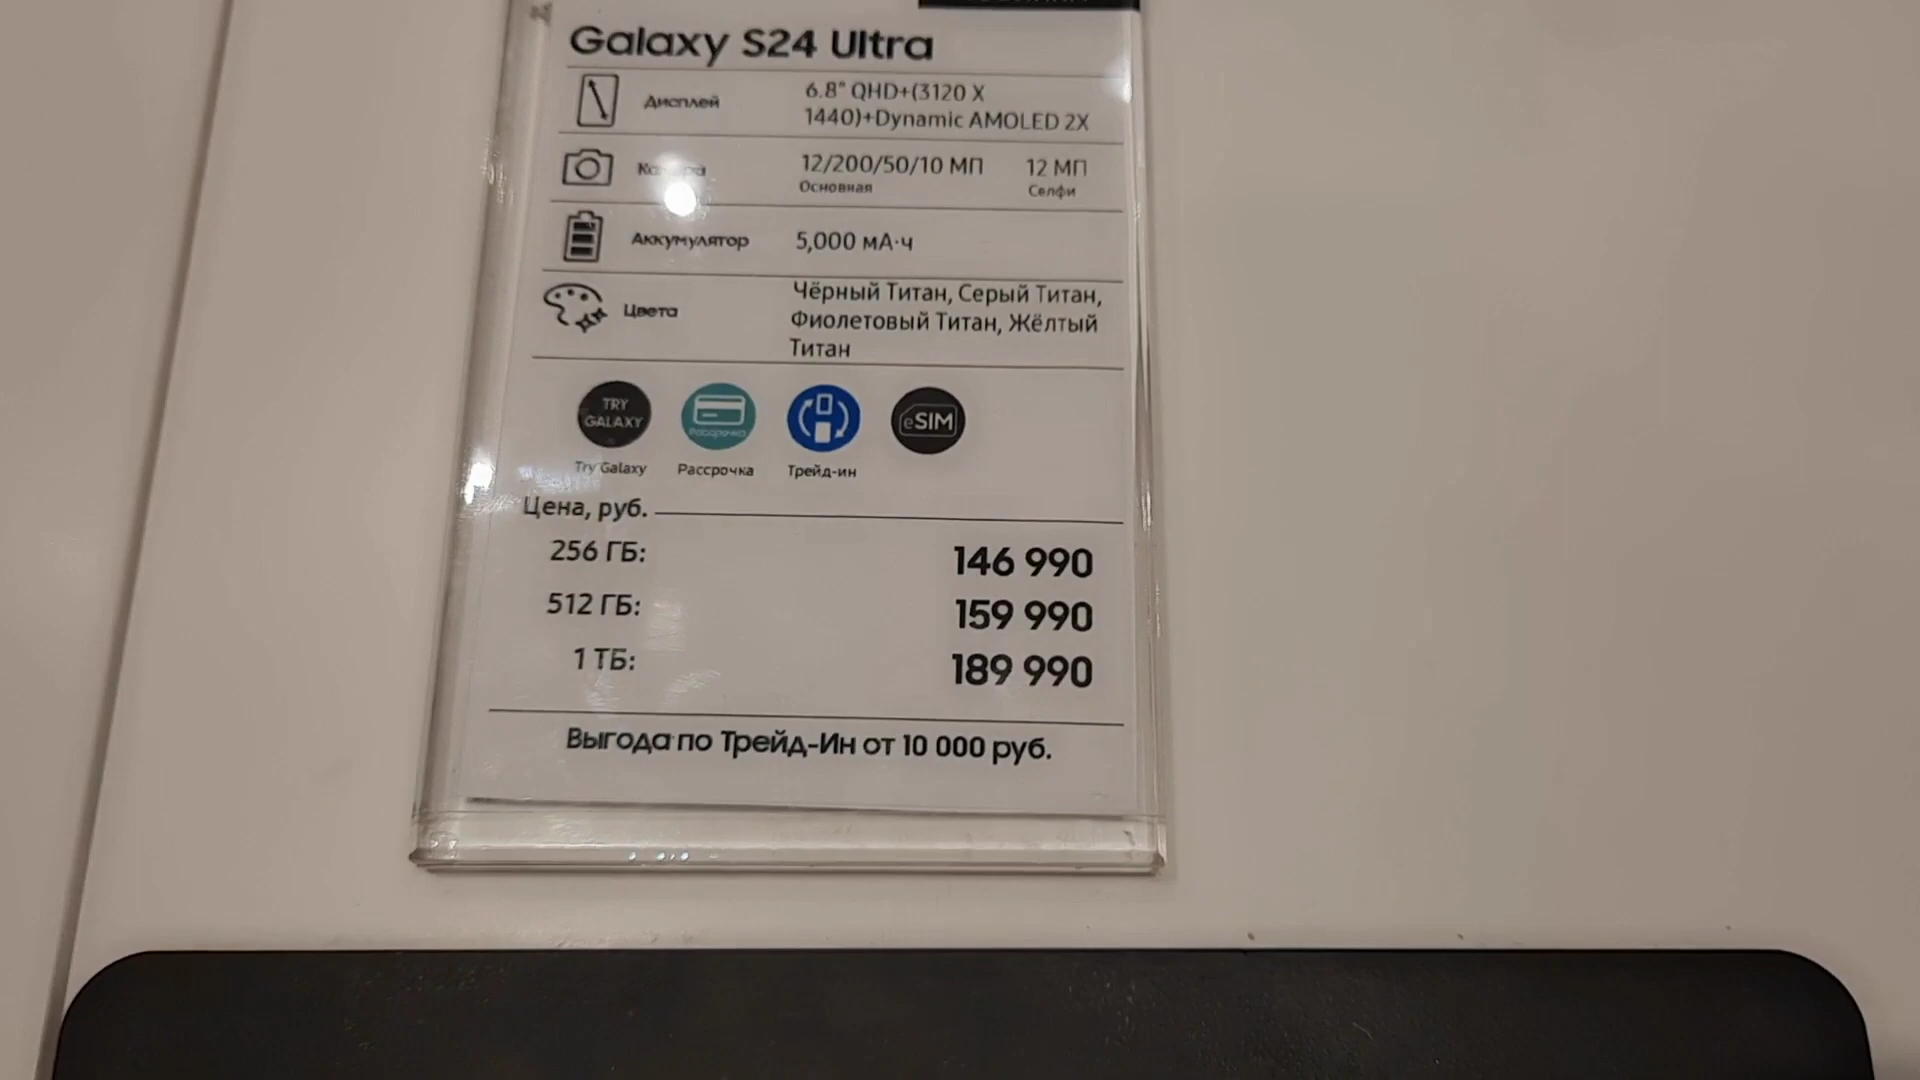 Galaxy S24 Ultra
Дисплей
6.8" QHD+(3120 X
1440)+Dynamic AMOLED 2X
12/200/50/10 МП
12 МП
Основная
Селфи
Аккумулятор
5,000 мА·ч
Цвета
Чёрный Титан, Серый Титан,
Фиолетовый Титан, Жёлтый
Титан
TRY
GALAXY
Рассрочка
eSIM
Try Galaxy
Рассрочка
Трейд-ин
Цена, руб.
256 ГБ: 146 990
512 ГБ: 159 990
1 ТБ: 189 990
Выгода по Трейд-Ин от 10 000 руб.